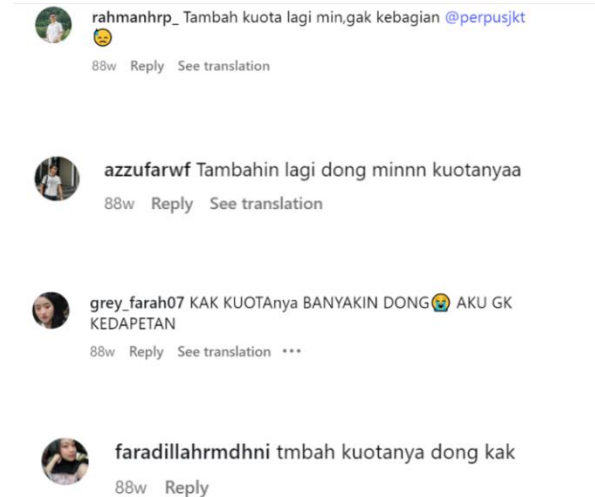 rahmanhrp_ Tambah kuota lagi min,gak kebagian @perpusjkt
😓
88w Reply See translation
azzufarwf Tambahin lagi dong minnn kuotanyaa
88w Reply See translation
grey_farah07 KAK KUOTAnya BANYAKIN DONG😭 AKU GK
KEDAPETAN
88w Reply See translation •••
faradillahrmdhni tmbah kuotanya dong kak
88w Reply